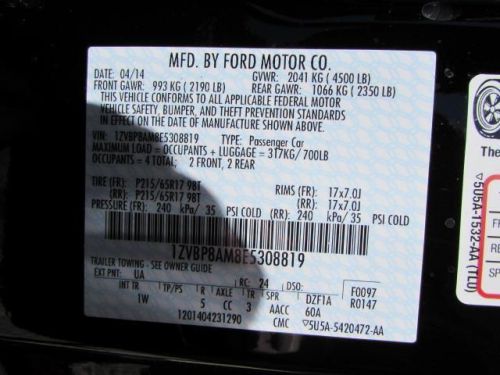 MFD. BY FORD MOTOR CO.
DATE: 04/14 GVWR: 2041 KG ( 4500 LB)
FRONT GAWR: 993 KG ( 2190 LB) REAR GAWR: 1066 KG ( 2350 LB)
THIS VEHICLE CONFORMS TO ALL APPLICABLE FEDERAL MOTOR
VEHICLE SAFETY, BUMPER, AND THEFT PREVENTION STANDARDS
IN EFFECT ON THE DATE OF MANUFACTURE SHOWN ABOVE.
VIN: 1ZVBP8AM8E5308819 TYPE: Passenger Car
MAXIMUM LOAD= OCCUPANTS + LUGGAGE = 317KG/ 700LB
OCCUPANTS = 4 TOTAL; 2 FRONT, 2 REAR
TIRE (FR): P215/65R17 98T RIMS (FR): 17x7.0J
(RR): P215/65R17 98T (RR): 17x7.0J
PRESSURE (FR): 240 kPa/ 35 PSI COLD (RR): 240 kPa/ 35 PSI COLD
1ZVBP8AM8E5308819
TRAILER TOWING - SEE OWNER GUIDE
EXT PNT: UA RC: 24 DSO: F0097
INT TR R AXLE TR SPR DZF1A R0147
1W 5 CC 3 AACC 60A
1201404231290 CMC ▽5U5A-5420472-AA
The
▽5U5A-1532-AA (10U)
F
RE
SP